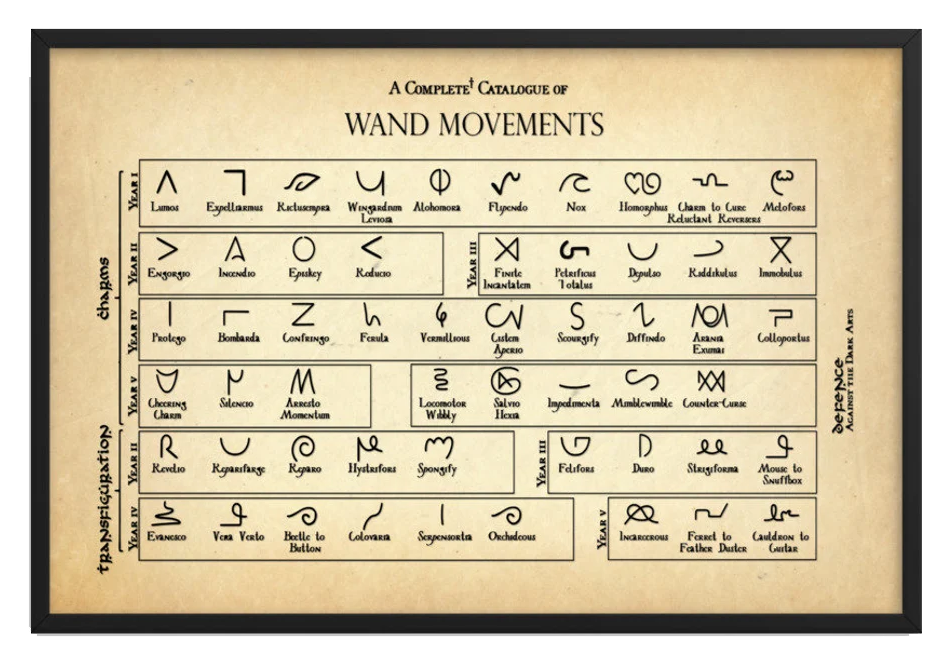 A Complete† Catalogue of
WAND MOVEMENTS
Charms
Year I
Lumos Expelliarmus Rictusempra Wingardium Leviosa Alohomora Flipendo Nox Homorphus Charm to Cure Reluctant Reversers Melofors
Year II
Engorgio Incendio Episkey Reducio
Year III
Finite Incantatem Petrificus Totalus Depulso Riddikulus Immobulus
Year IV
Protego Bombarda Confringo Ferula Vermillious Cistem Aperio Scourgify Diffindo Arania Exumai Colloportus
Year V
Cheering Charm Silencio Arresto Momentum
Locomotor Wibbly Salvio Hexia Impedimenta Mimblewimble Counter-Curse
Defence
Against the Dark Arts
Transfiguration
Year II
Revelio Reparifarge Reparo Hystrifors Spongify
Year III
Felifors Duro Strigiforma Mouse to Snuffbox
Year IV
Evanesco Vera Verto Beetle to Button Colovaria Serpensortia Orchideous
Year V
Incarcerous Ferret to Feather Duster Cauldron to Guitar